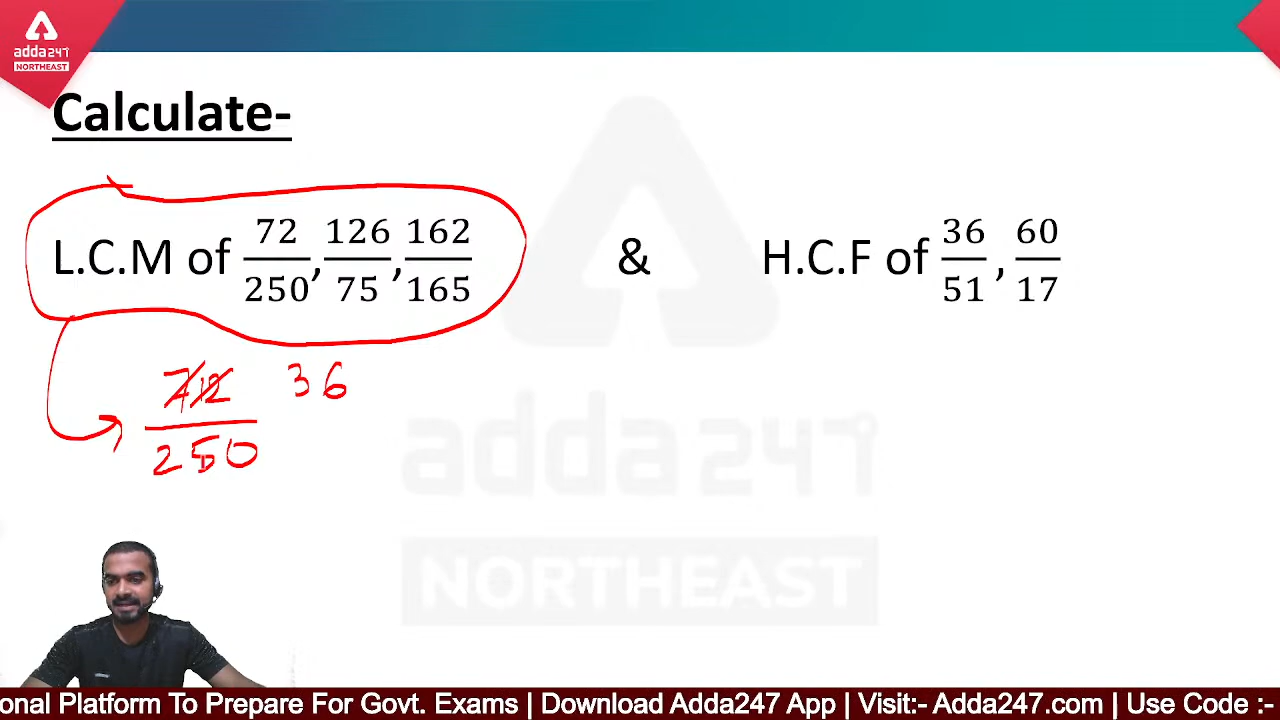 adda247
NORTHEAST
Calculate-
L.C.M of 72/250, 126/75, 162/165 & H.C.F of 36/51, 60/17
72 36
250
adda247
NORTHEAST
onal Platform To Prepare For Govt. Exams | Download Adda247 App | Visit:- Adda247.com | Use Code :-